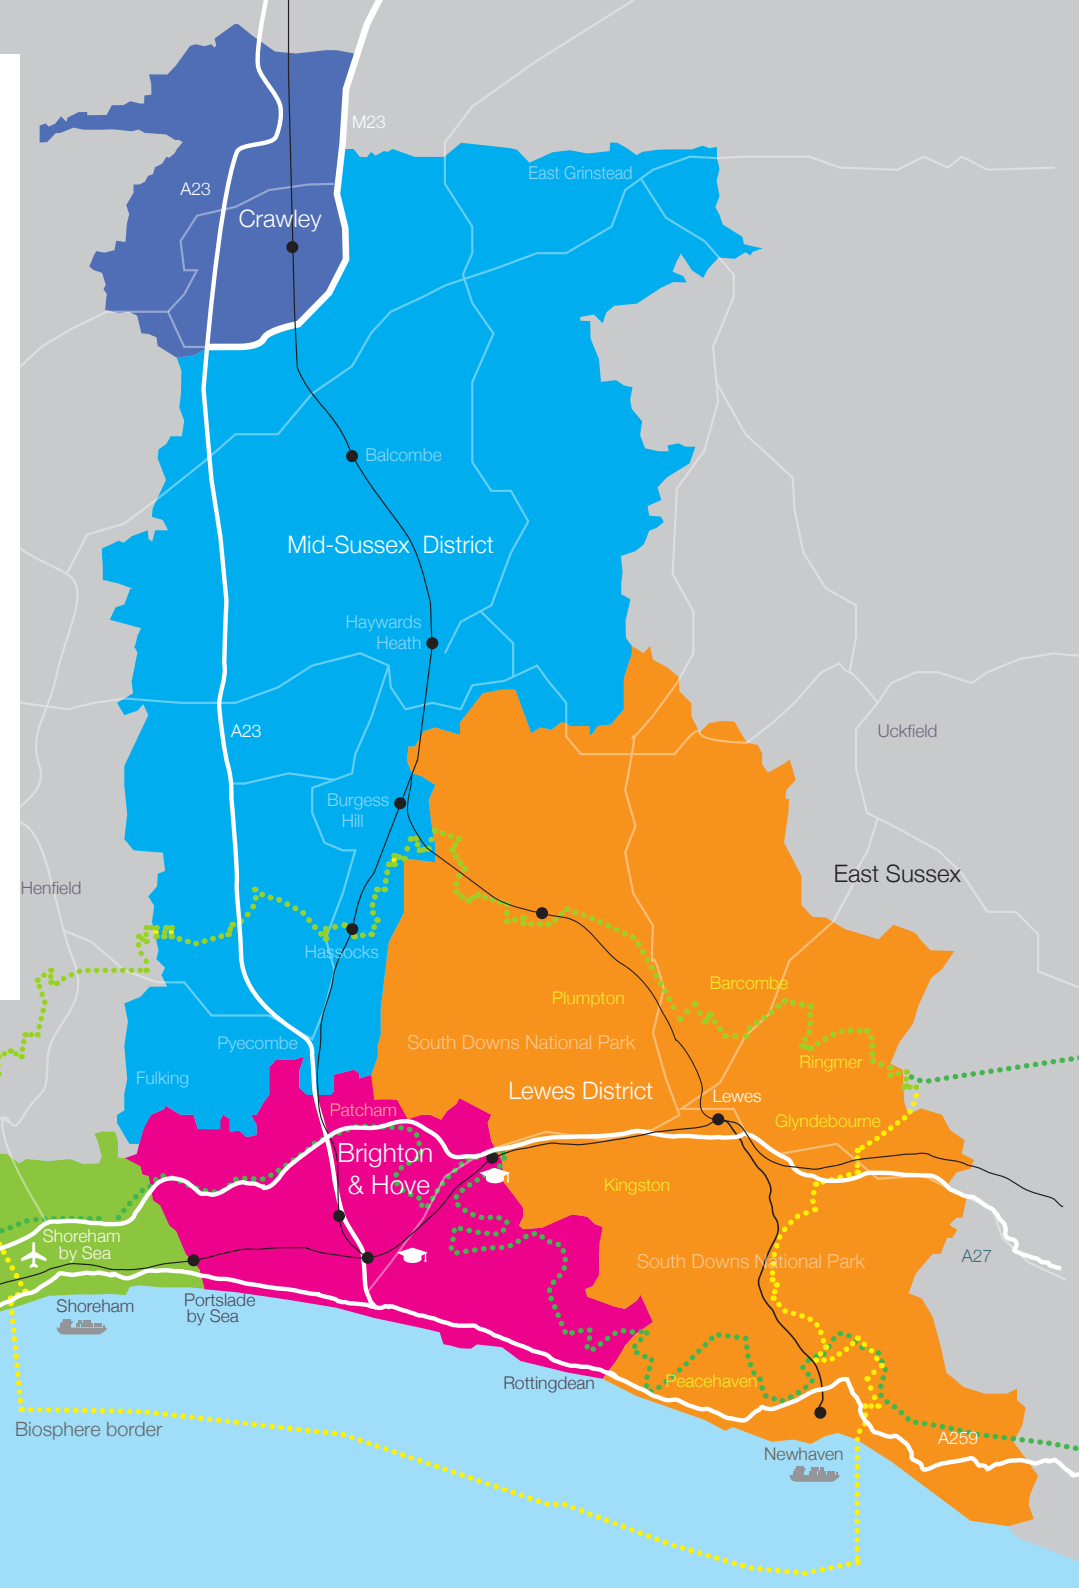 M23
East Grinstead
A23
Crawley
Balcombe
Mid-Sussex District
Haywards
Heath
A23
Uckfield
Burgess
Hill
East Sussex
Henfield
Hassocks
Barcombe
Plumpton
Pyecombe
South Downs National Park
Ringmer
Fulking
Lewes District
Lewes
Patcham
Glyndebourne
Brighton
& Hove
Kingston
Shoreham
by Sea
South Downs National Park
A27
Shoreham
Portslade
by Sea
Rottingdean
Peacehaven
Biosphere border
A259
Newhaven